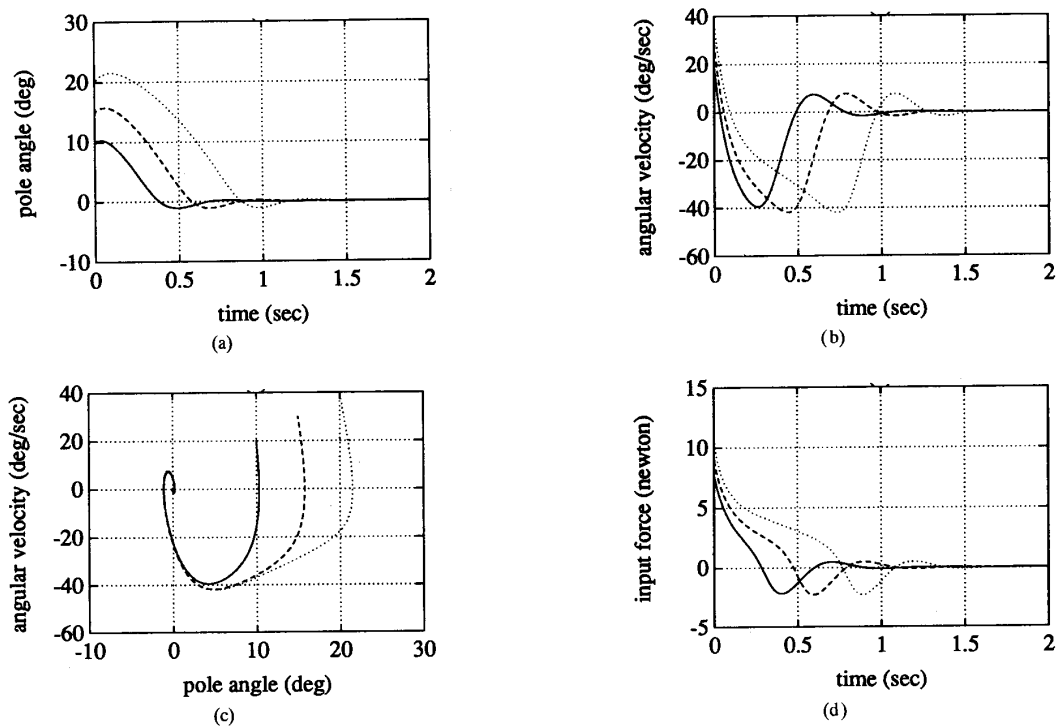 30
20
10
0
-10
pole angle (deg)
0 0.5 1 1.5 2
time (sec)
(a)
40
20
0
-20
-40
-60
angular velocity (deg/sec)
0 0.5 1 1.5 2
time (sec)
(b)
40
20
0
-20
-40
-60
angular velocity (deg/sec)
-10 0 10 20 30
pole angle (deg)
(c)
15
10
5
0
-5
input force (newton)
0 0.5 1 1.5 2
time (sec)
(d)